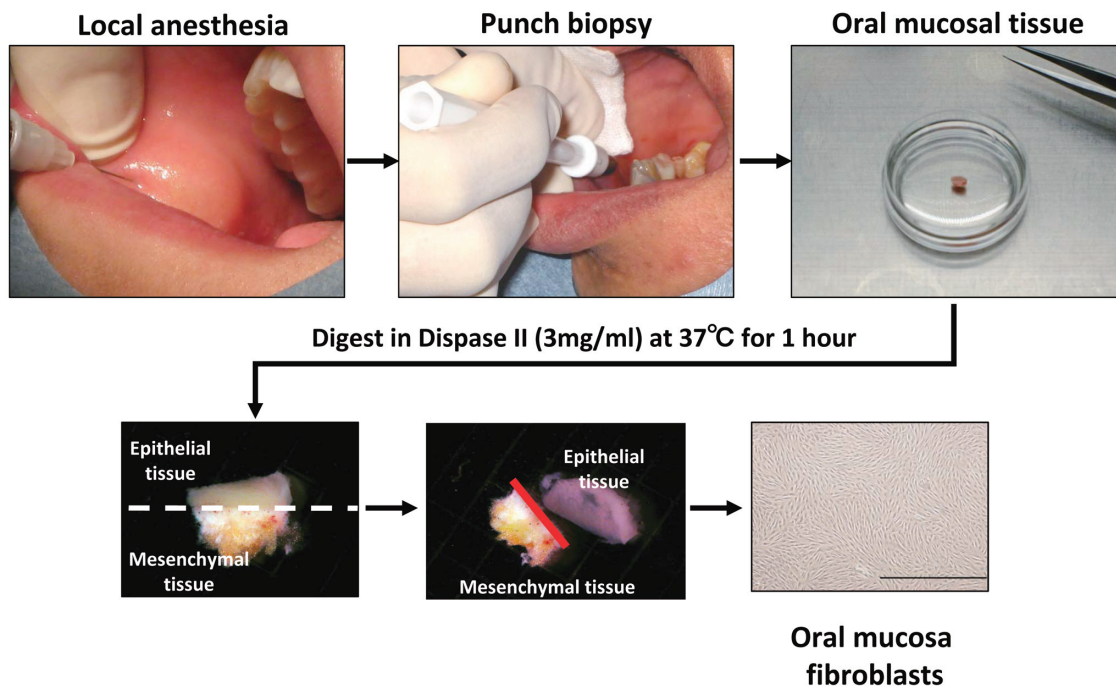 Local anesthesia
Punch biopsy
Oral mucosal tissue
Digest in Dispase II (3mg/ml) at 37℃ for 1 hour
Epithelial
tissue
Mesenchymal
tissue
Epithelial
tissue
Mesenchymal tissue
Oral mucosa
fibroblasts